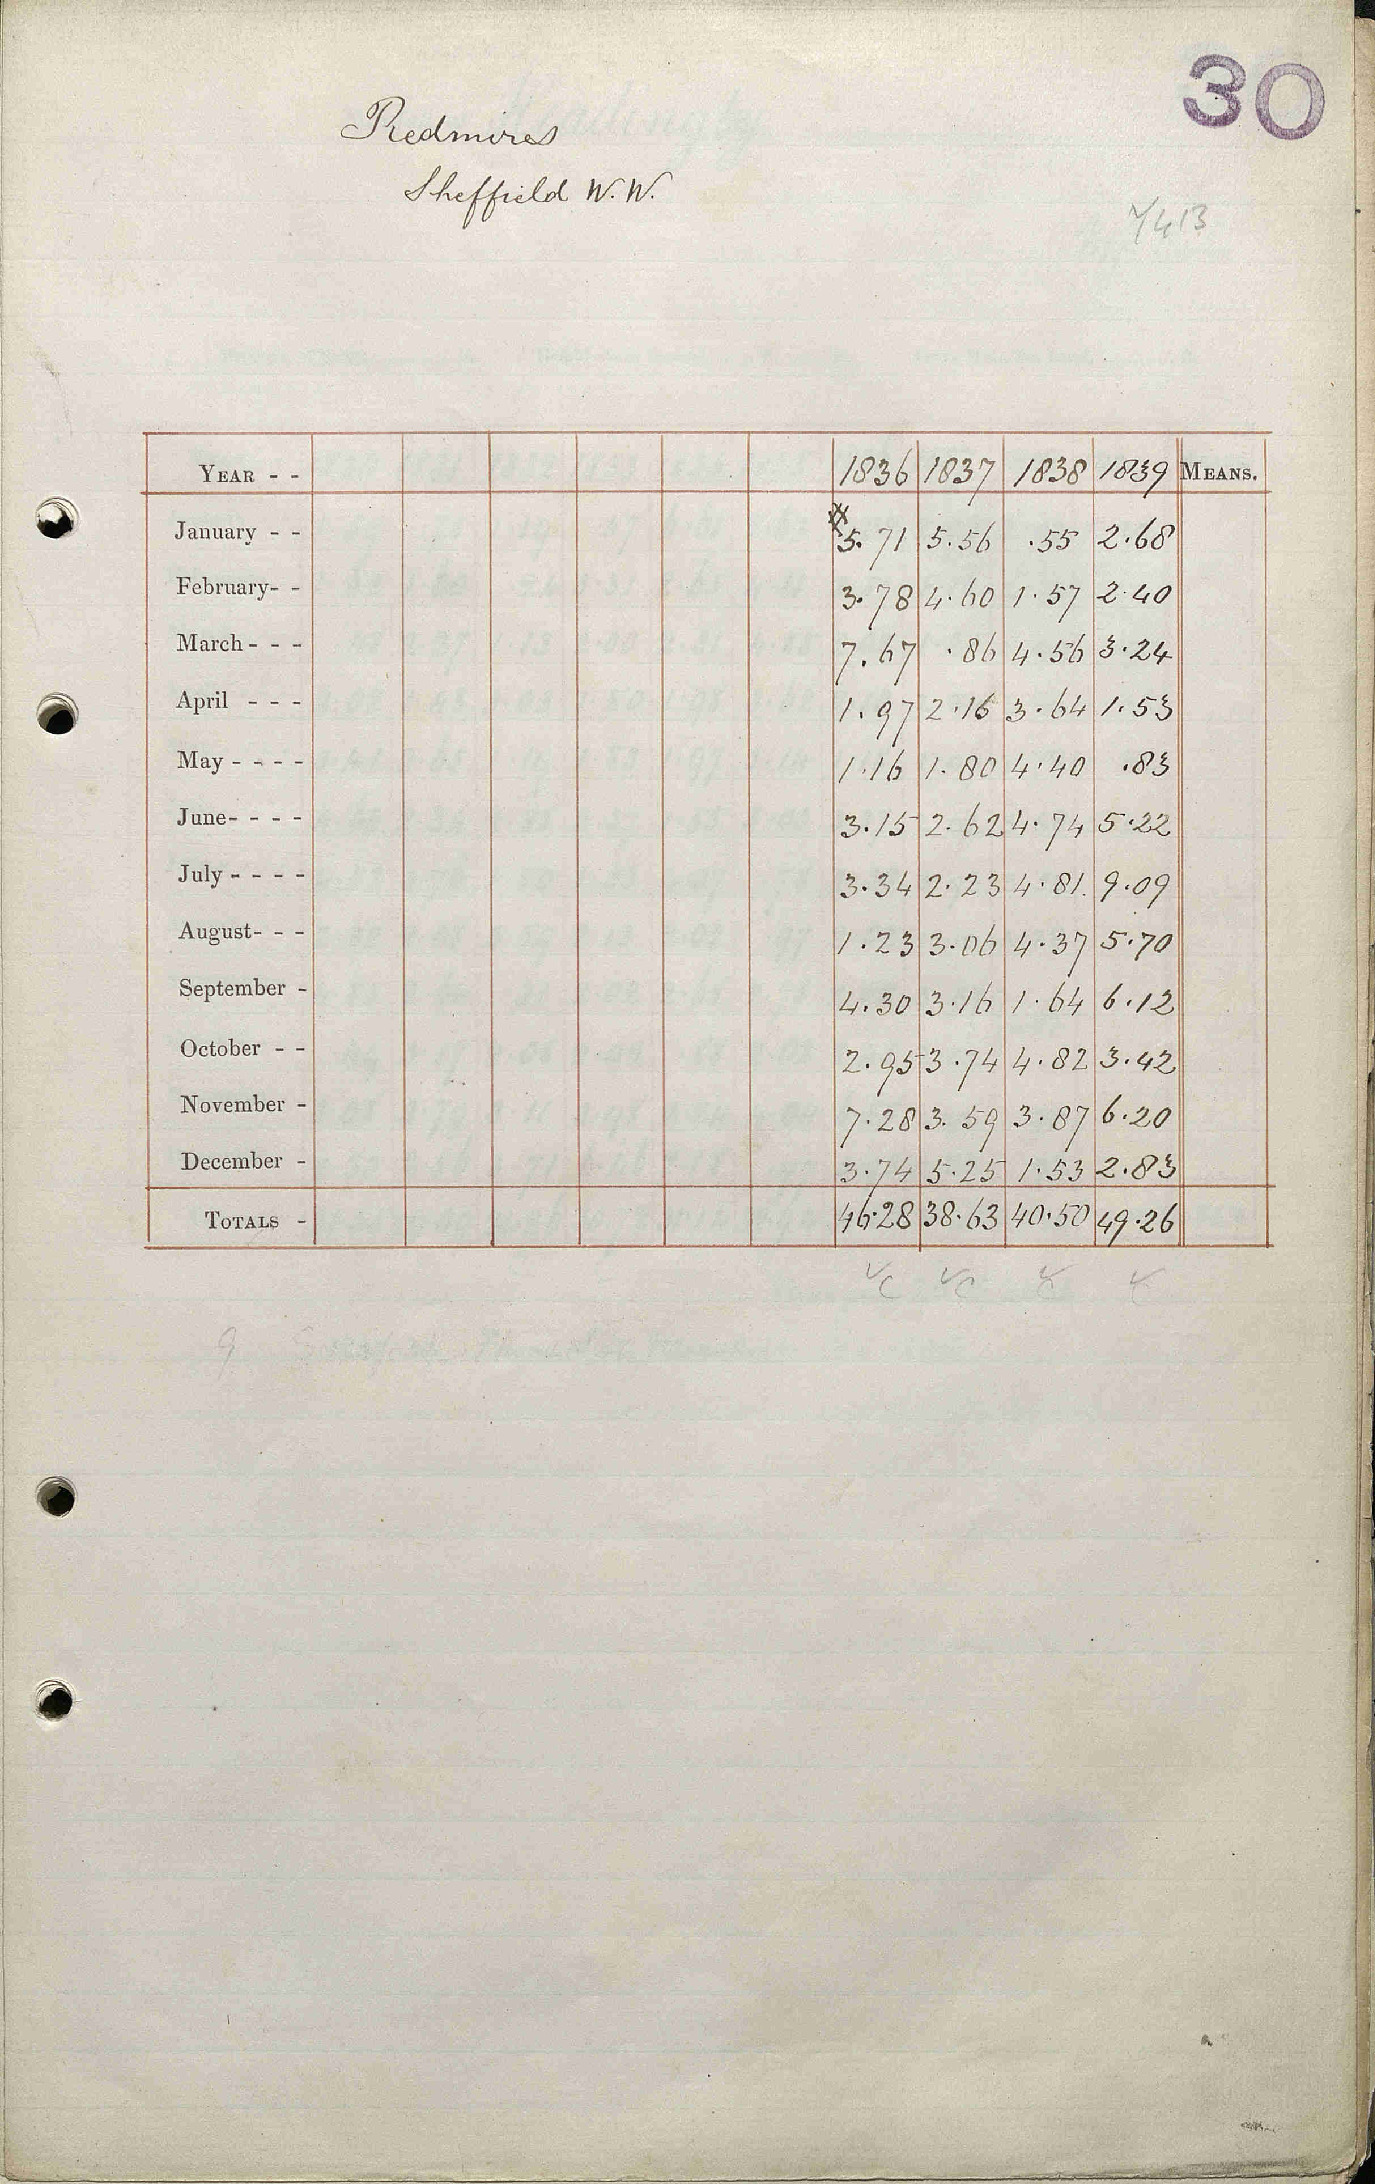 30
Redmires
Sheffield W. W.
7/413
YEAR - - 1836 1837 1838 1839 MEANS.
January - - 5.71 5.56 .55 2.68
February- - 3.78 4.60 1.57 2.40
March - - - 7.67 .86 4.56 3.24
April - - - 1.97 2.16 3.64 1.53
May - - - - 1.16 1.80 4.40 .83
June- - - - 3.15 2.62 4.74 5.22
July - - - - 3.34 2.23 4.81 9.09
August- - - 1.23 3.06 4.37 5.70
September - 4.30 3.16 1.64 6.12
October - - 2.95 3.74 4.82 3.42
November - 7.28 3.59 3.87 6.20
December - 3.74 5.25 1.53 2.83
TOTALS - 46.28 38.63 40.50 49.26